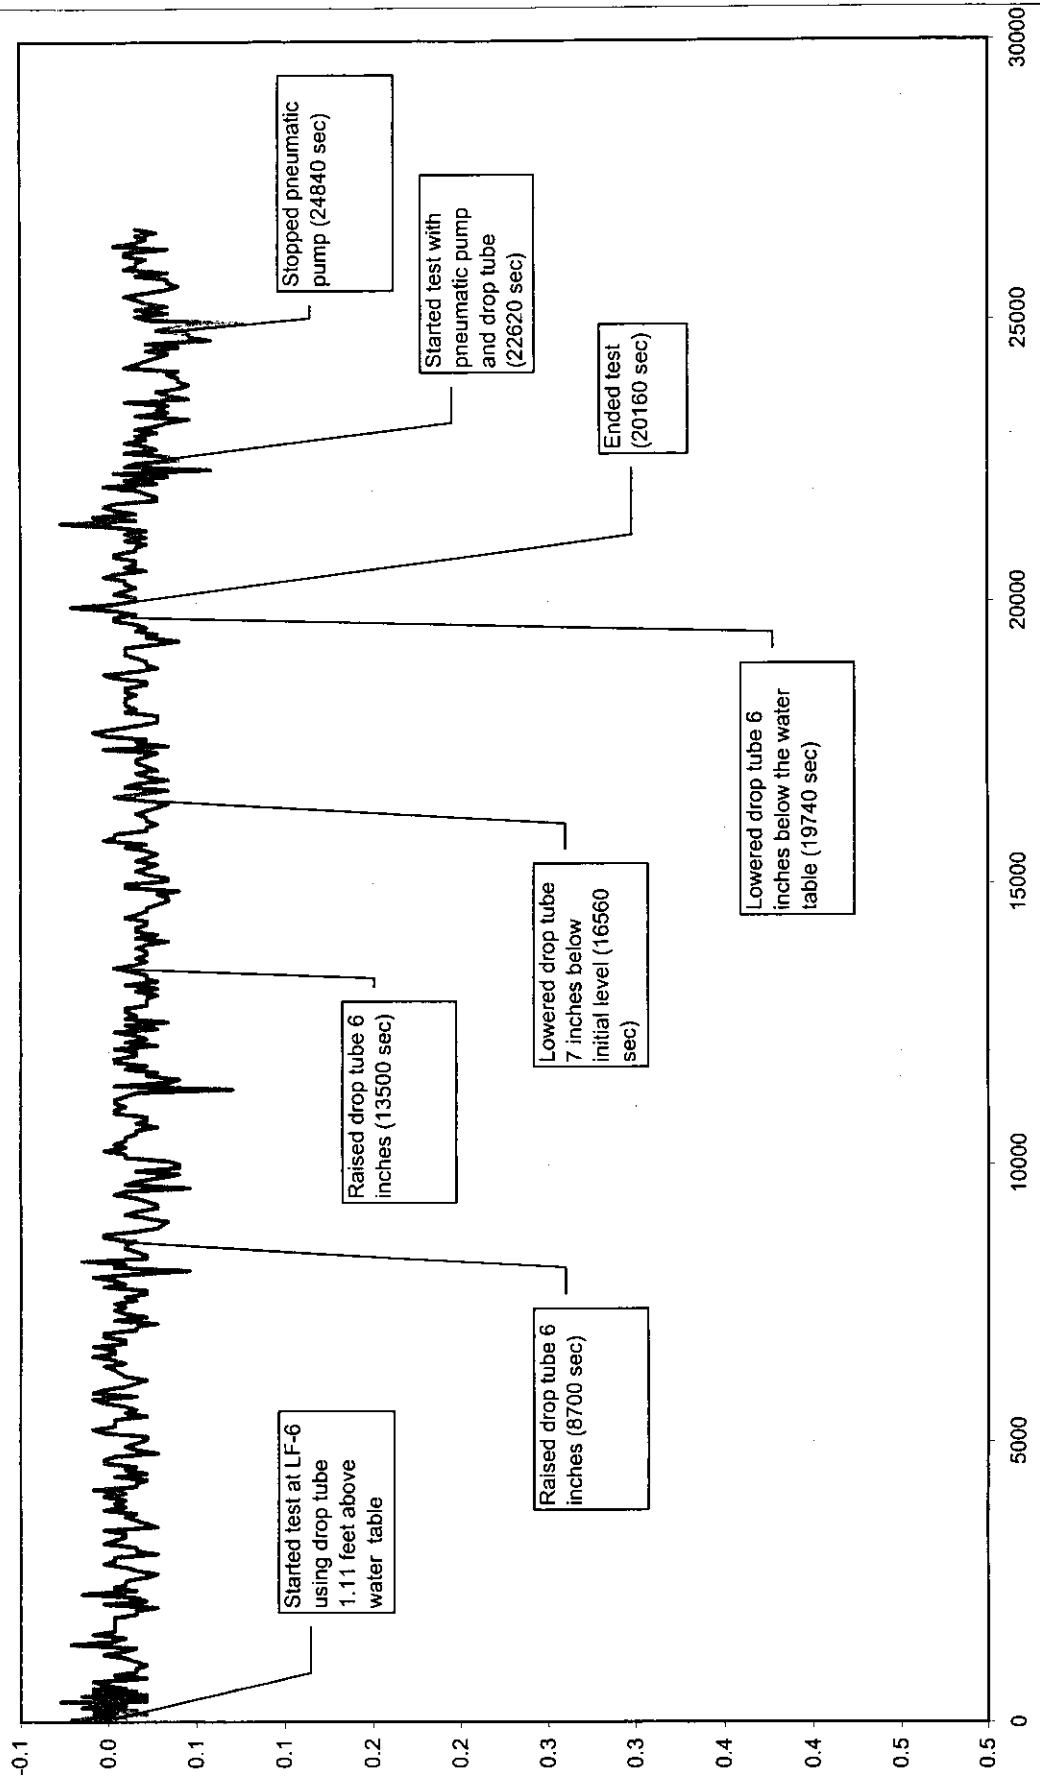 -0.1
0.0
0.1
0.1
0.2
0.2
0.3
0.3
0.4
0.4
0.5
0.5
0
5000
10000
15000
20000
25000
30000
Started test at LF-6
using drop tube
1.11 feet above
water table
Raised drop tube 6
inches (8700 sec)
Raised drop tube 6
inches (13500 sec)
Lowered drop tube
7 inches below
initial level (16560
sec)
Lowered drop tube 6
inches below the water
table (19740 sec)
Ended test
(20160 sec)
Started test with
pneumatic pump
and drop tube
(22620 sec)
Stopped pneumatic
pump (24840 sec)